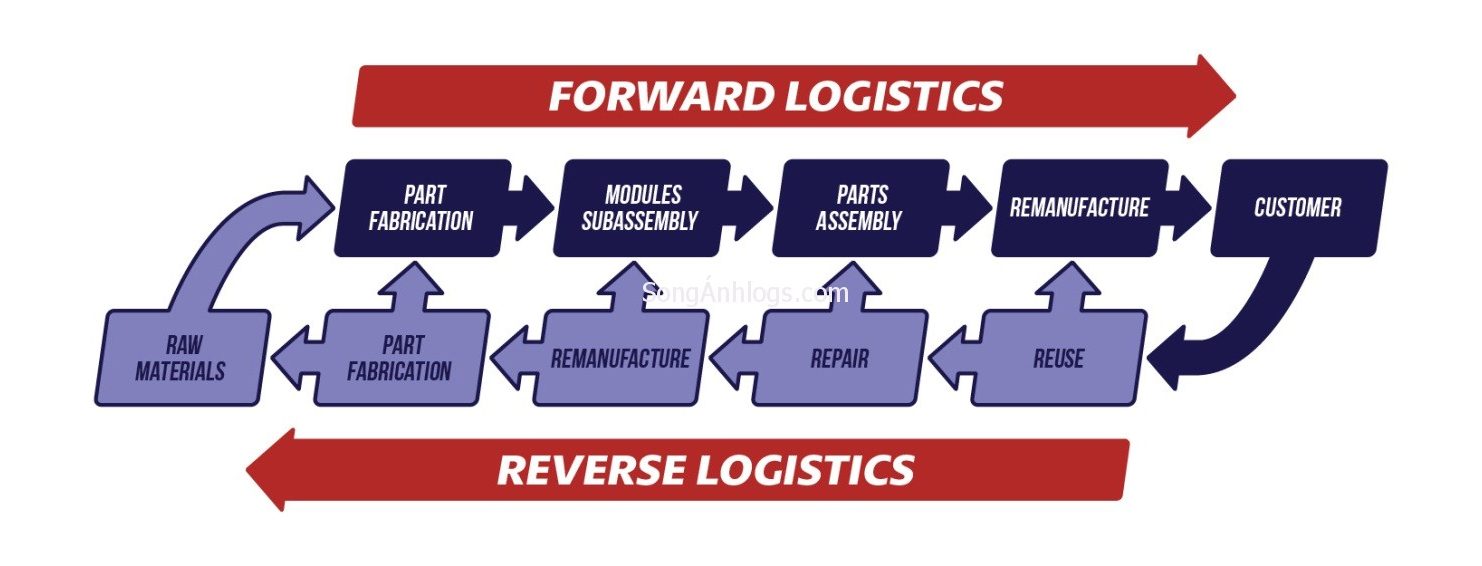 FORWARD LOGISTICS
PART
FABRICATION
MODULES
SUBASSEMBLY
PARTS
ASSEMBLY
REMANUFACTURE
CUSTOMER
SongÁnhlogs.com
RAW
MATERIALS
PART
FABRICATION
REMANUFACTURE
REPAIR
REUSE
REVERSE LOGISTICS